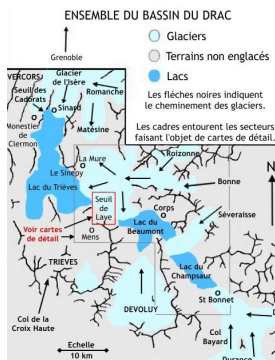 ENSEMBLE DU BASSIN DU DRAC
Glaciers
Terrains non englacés
Lacs
Les flèches noires indiquent
le cheminement des glaciers.
Les cadres entourent les secteurs
faisant l'objet de cartes de détail.
Grenoble
VERCORS
Glacier
de l'Isère
Seuil des
Cadorats
Sinard
Romanche
Monestier
de
Clermon
Matésine
La Mure
Roizonne
Le Sinepy
Bonne
Lac du Trièves
Seuil
de
Laye
Corps
Séveraisse
Lac du
Beaumont
Voir cartes
de détail
Mens
TRIEVES
Lac du
Champsaur
DEVOLUY
St Bonnet
Col de la
Croix Haute
Col
Bayard
Echelle
10 km
Durance
N